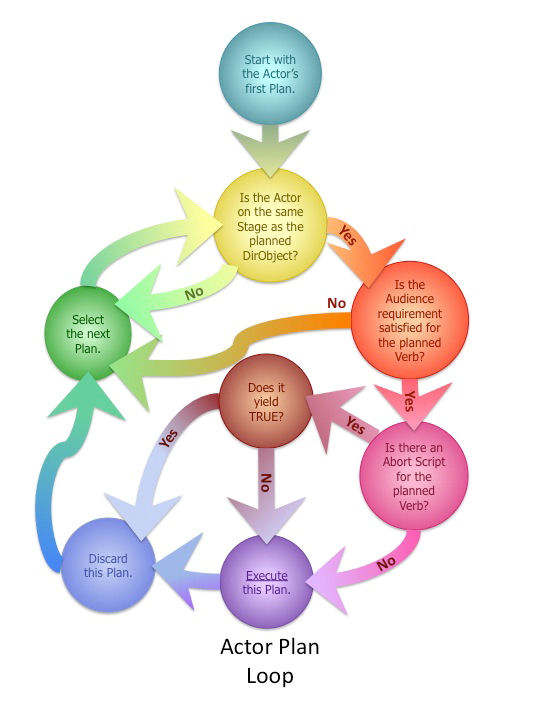 Start with
the Actor's
first Plan.
Is the Actor
on the same
Stage as the
planned
DirObject?
Yes
No
Is the
Audience
requirement
satisfied for
the planned
Verb?
No
Yes
Select
the next
Plan.
Does it
yield
TRUE?
Yes
No
Is there an
Abort Script
for the
planned
Verb?
Yes
No
Discard
this Plan.
Execute
this Plan.
Actor Plan
Loop